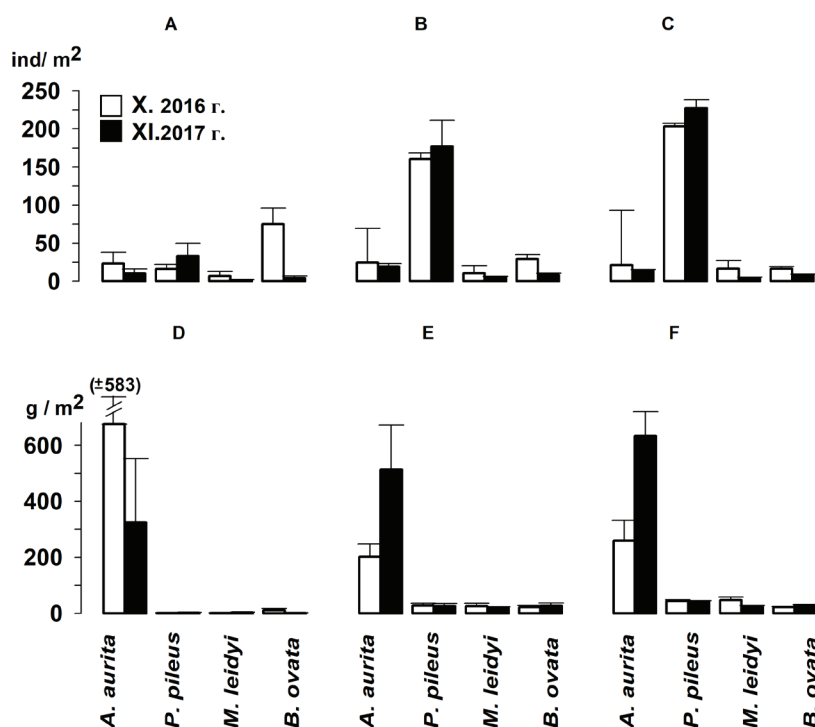 A B C
ind/ m²
250
200
150
100
50
0
X. 2016 г.
XI.2017 г.
D E F
(±583)
g / m²
600
400
200
0
A. aurita
P. pileus
M. leidyi
B. ovata
A. aurita
P. pileus
M. leidyi
B. ovata
A. aurita
P. pileus
M. leidyi
B. ovata